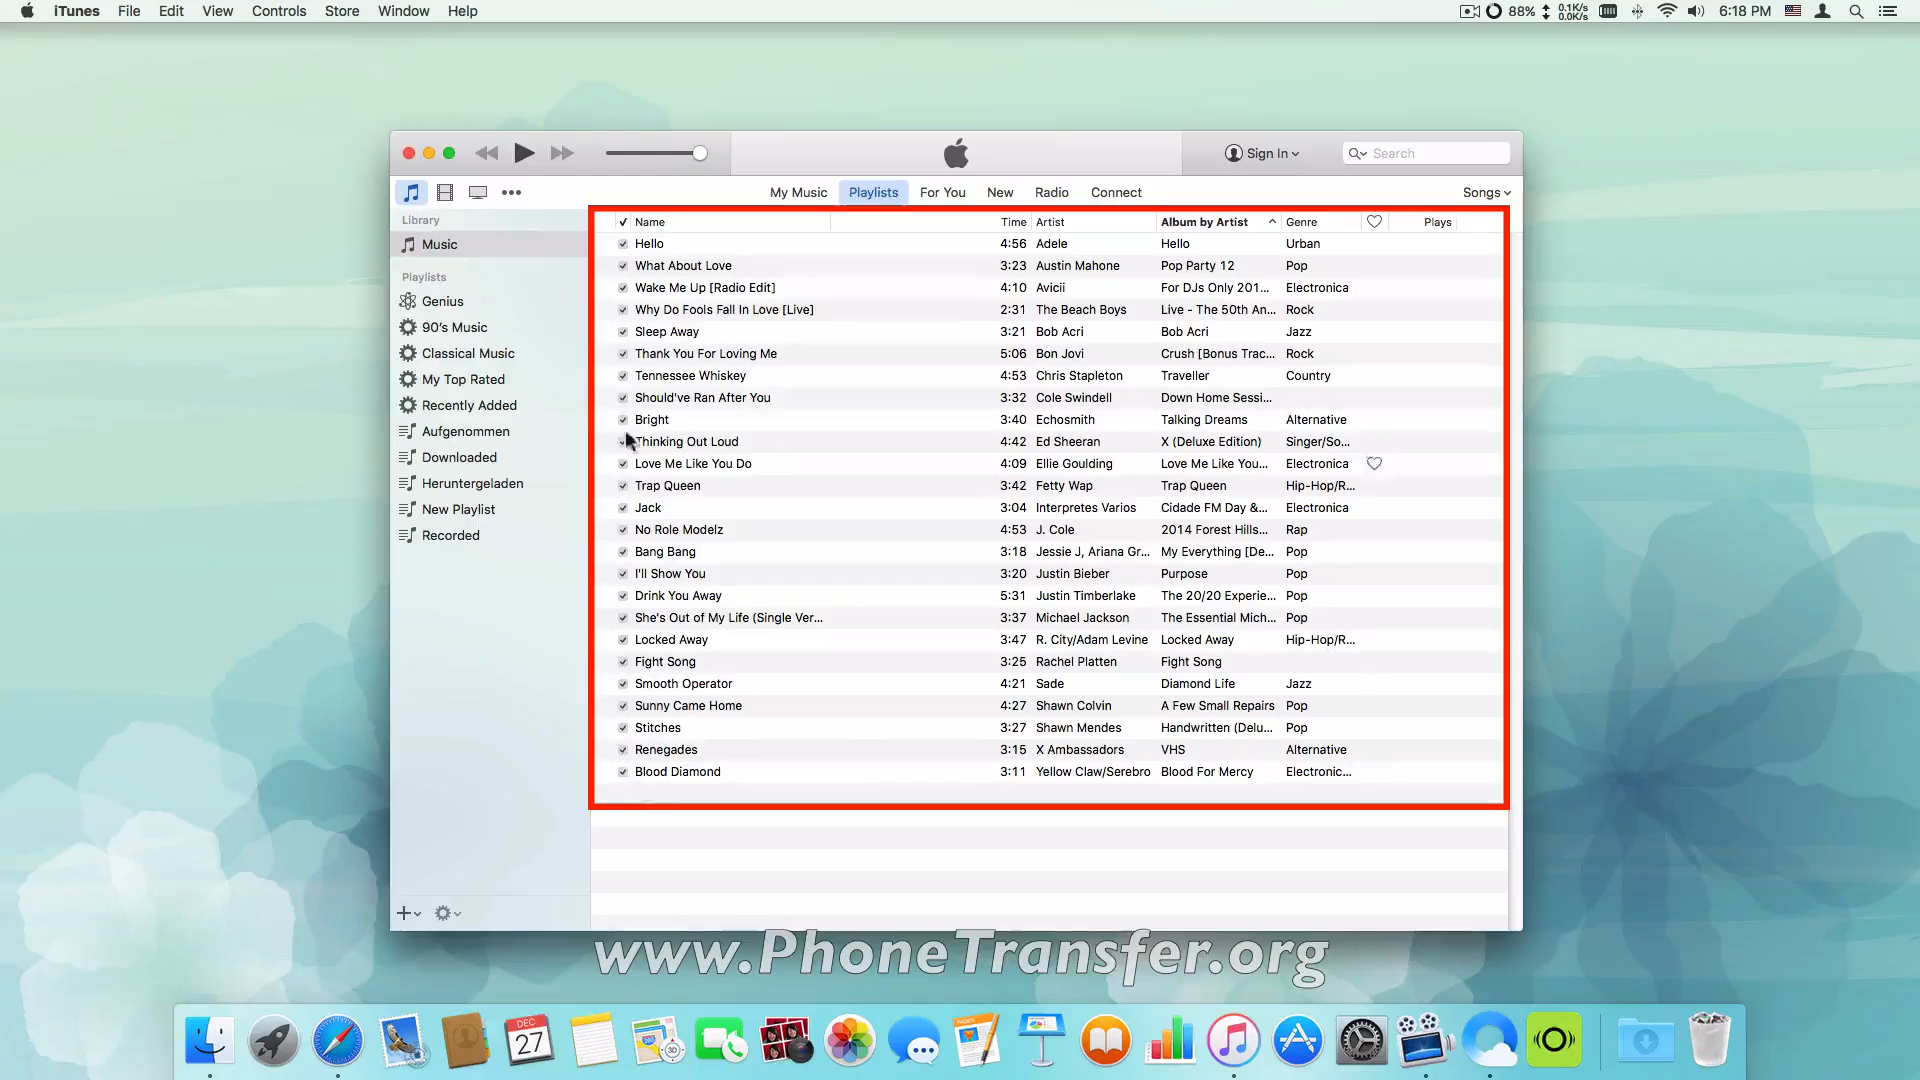 iTunes File Edit View Controls Store Window Help 88% 0.1K/s 0.0K/s 6:18 PM
Sign In Search
My Music Playlists For You New Radio Connect Songs
Library
Music
Playlists
Genius
90's Music
Classical Music
My Top Rated
Recently Added
Aufgenommen
Downloaded
Heruntergeladen
New Playlist
Recorded
Name Time Artist Album by Artist Genre Plays
Hello 4:56 Adele Hello Urban
What About Love 3:23 Austin Mahone Pop Party 12 Pop
Wake Me Up [Radio Edit] 4:10 Avicii For DJs Only 201... Electronica
Why Do Fools Fall In Love [Live] 2:31 The Beach Boys Live - The 50th An... Rock
Sleep Away 3:21 Bob Acri Bob Acri Jazz
Thank You For Loving Me 5:06 Bon Jovi Crush [Bonus Trac... Rock
Tennessee Whiskey 4:53 Chris Stapleton Traveller Country
Should've Ran After You 3:32 Cole Swindell Down Home Sessi...
Bright 3:40 Echosmith Talking Dreams Alternative
Thinking Out Loud 4:42 Ed Sheeran X (Deluxe Edition) Singer/So...
Love Me Like You Do 4:09 Ellie Goulding Love Me Like You... Electronica
Trap Queen 3:42 Fetty Wap Trap Queen Hip-Hop/R...
Jack 3:04 Interpretes Varios Cidade FM Day &... Electronica
No Role Modelz 4:53 J. Cole 2014 Forest Hills... Rap
Bang Bang 3:18 Jessie J, Ariana Gr... My Everything [De... Pop
I'll Show You 3:20 Justin Bieber Purpose Pop
Drink You Away 5:31 Justin Timberlake The 20/20 Experie... Pop
She's Out of My Life (Single Ver... 3:37 Michael Jackson The Essential Mich... Pop
Locked Away 3:47 R. City/Adam Levine Locked Away Hip-Hop/R...
Fight Song 3:25 Rachel Platten Fight Song
Smooth Operator 4:21 Sade Diamond Life Jazz
Sunny Came Home 4:27 Shawn Colvin A Few Small Repairs Pop
Stitches 3:27 Shawn Mendes Handwritten (Delu... Pop
Renegades 3:15 X Ambassadors VHS Alternative
Blood Diamond 3:11 Yellow Claw/Serebro Blood For Mercy Electronic...
www.PhoneTransfer.org
DEC
27
3D
PAGES